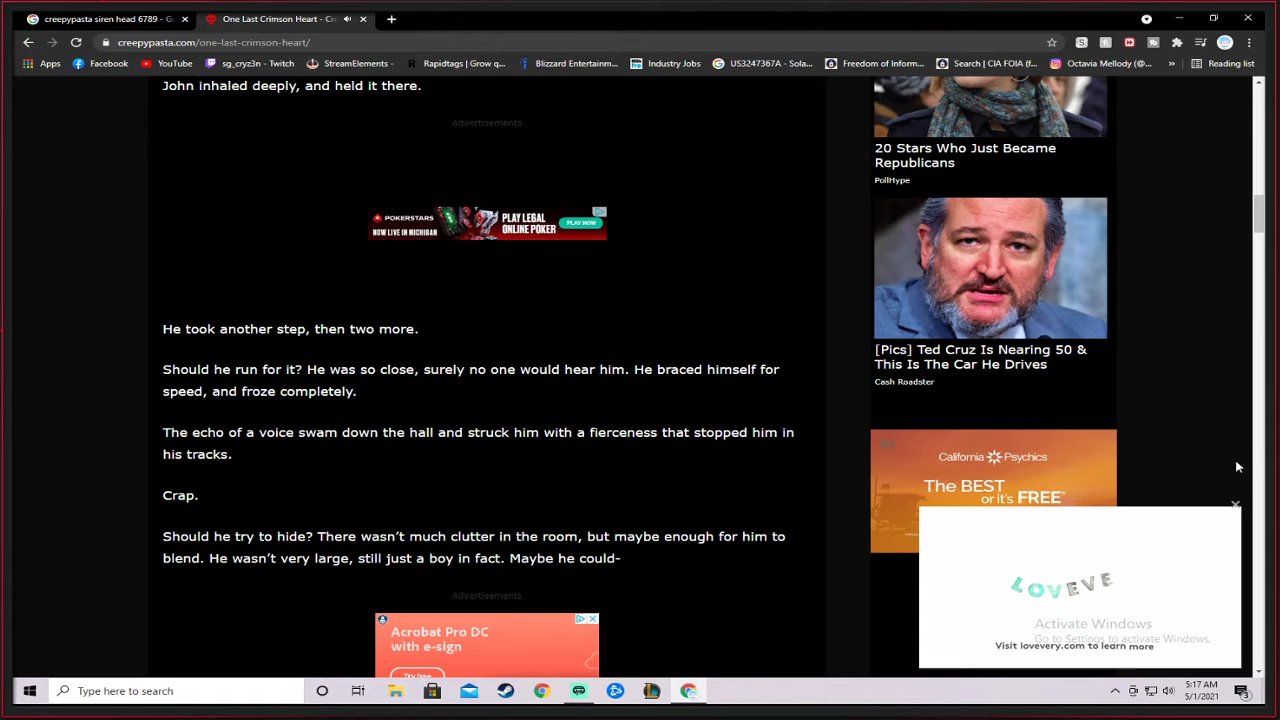 creepypasta siren head 6789 - G
One Last Crimson Heart - Cr
creepypasta.com/one-last-crimson-heart/
Apps
Facebook
YouTube
sg_cryz3n - Twitch
StreamElements -
Rapidtags | Grow q...
Blizzard Entertainm...
Industry Jobs
US3247367A - Sola...
Freedom of Inform...
Search | CIA FOIA (f...
Octavia Mellody (@...
»
Reading list
John inhaled deeply, and held it there.
Advertisements
POKERSTARS
NOW LIVE IN MICHIGAN
PLAY LEGAL
ONLINE POKER
PLAY NOW
He took another step, then two more.
Should he run for it? He was so close, surely no one would hear him. He braced himself for
speed, and froze completely.
The echo of a voice swam down the hall and struck him with a fierceness that stopped him in
his tracks.
Crap.
Should he try to hide? There wasn't much clutter in the room, but maybe enough for him to
blend. He wasn't very large, still just a boy in fact. Maybe he could-
Advertisements
Acrobat Pro DC
with e-sign
Try free
20 Stars Who Just Became
Republicans
PollHype
[Pics] Ted Cruz Is Nearing 50 &
This Is The Car He Drives
Cash Roadster
California Psychics
The BEST
or it's FREE
LOVEVE
Activate Windows
Go to Settings to activate Windows.
Visit lovevery.com to learn more
Type here to search
5:17 AM
5/1/2021
3